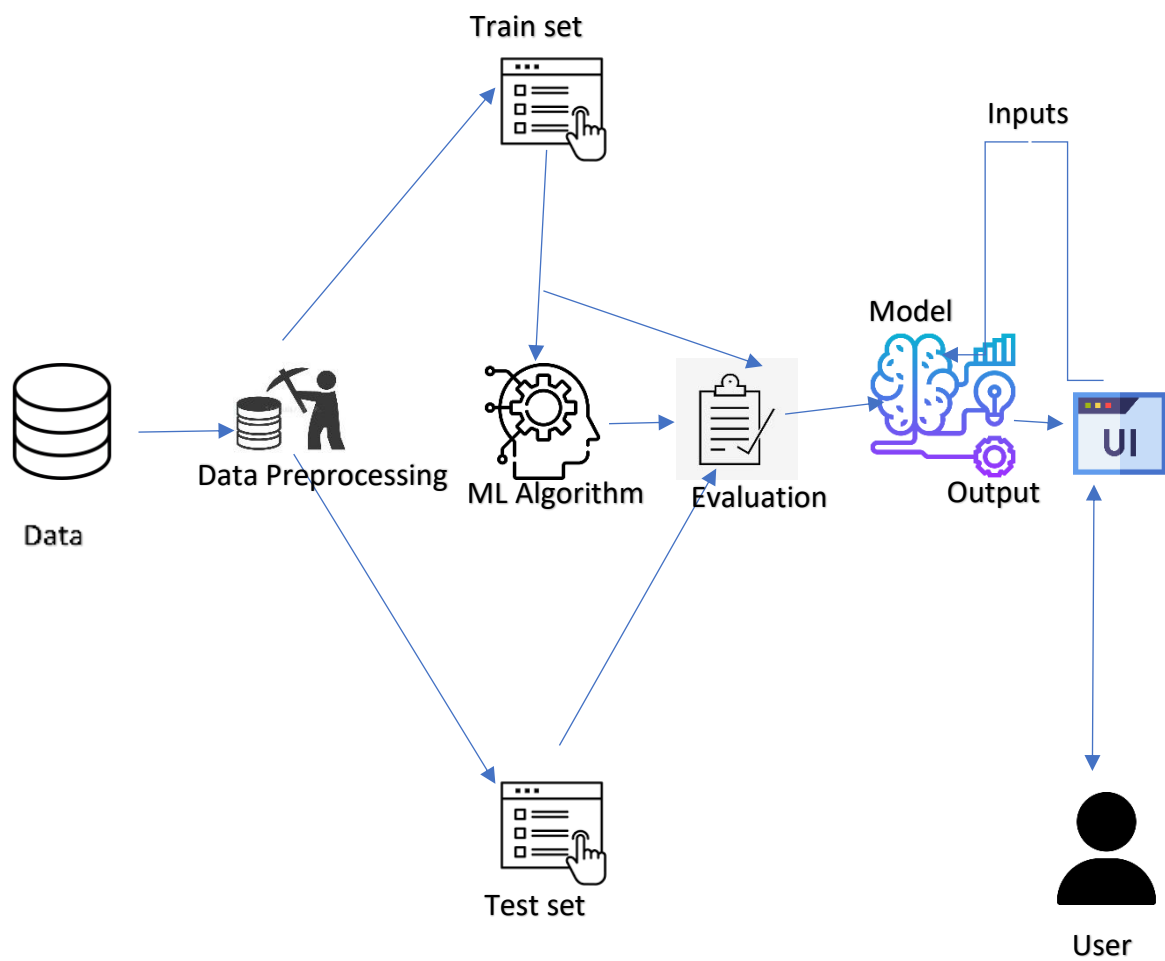 Train set
Inputs
Model
Data Preprocessing
ML Algorithm
Evaluation
Output
UI
Data
Test set
User